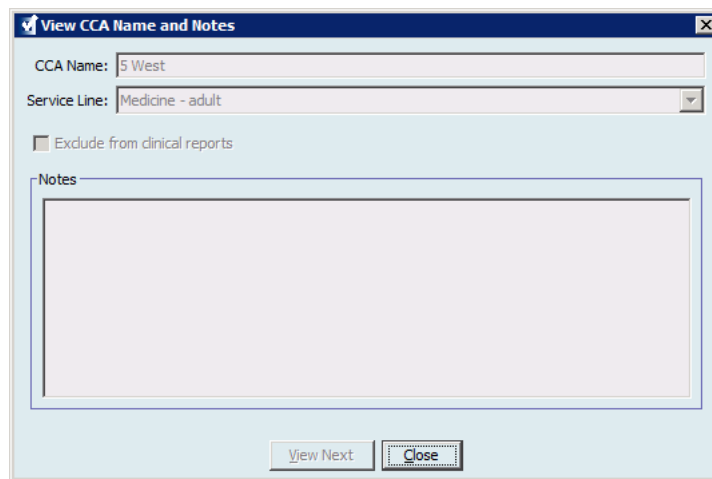 View CCA Name and Notes
CCA Name: 5 West
Service Line: Medicine - adult
Exclude from clinical reports
Notes
View Next Close